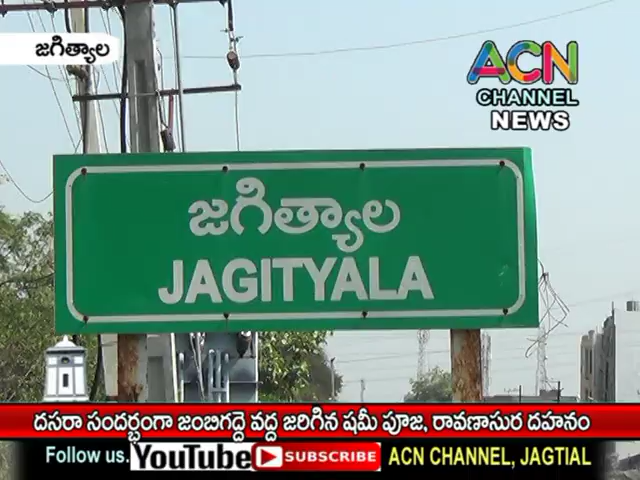 జగిత్యాల
ACN
CHANNEL
NEWS
జగిత్యాల
JAGITYALA
దసరా సందర్భంగా జంబిగద్దె వద్ద జరిగిన షమీ పూజ, రావణాసుర దహనం
Follow us. YouTube SUBSCRIBE ACN CHANNEL, JAGTIAL